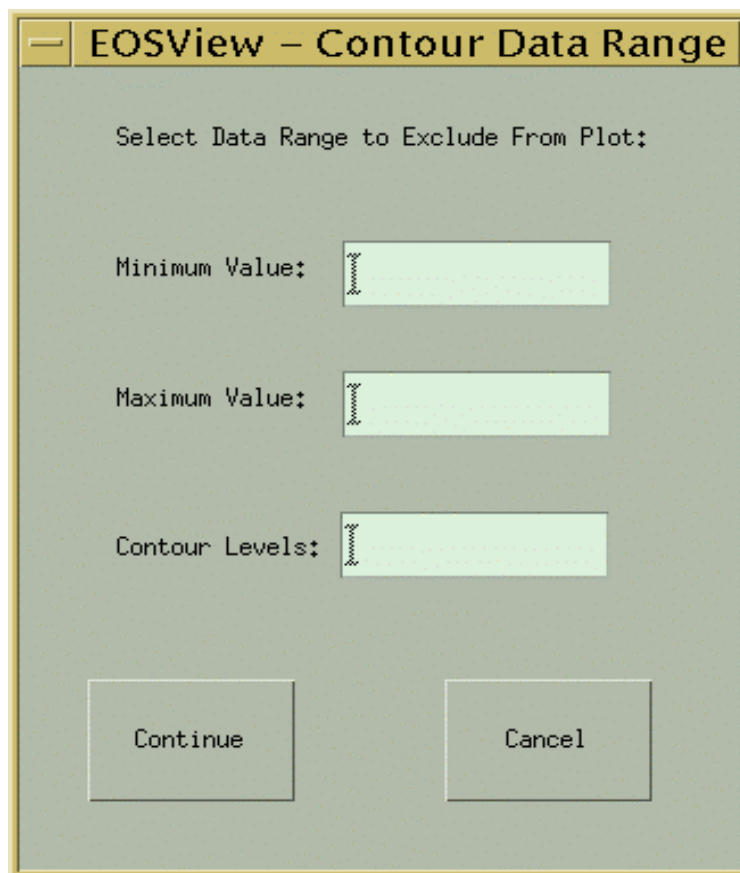 EOSView – Contour Data Range
Select Data Range to Exclude From Plot:
Minimum Value:
Maximum Value:
Contour Levels:
Continue Cancel